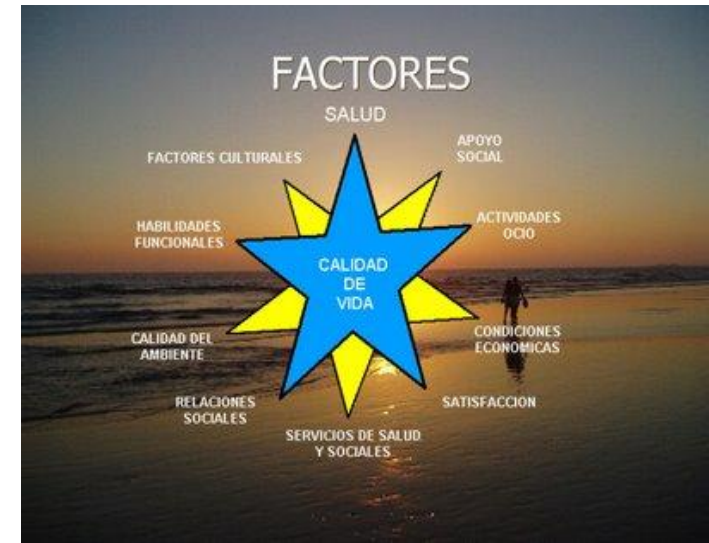 FACTORES
SALUD
APOYO
SOCIAL
FACTORES CULTURALES
ACTIVIDADES
OCIO
HABILIDADES
FUNCIONALES
CALIDAD
DE
VIDA
CONDICIONES
ECONOMICAS
CALIDAD DEL
AMBIENTE
SATISFACCION
RELACIONES
SOCIALES
SERVICIOS DE SALUD
Y SOCIALES